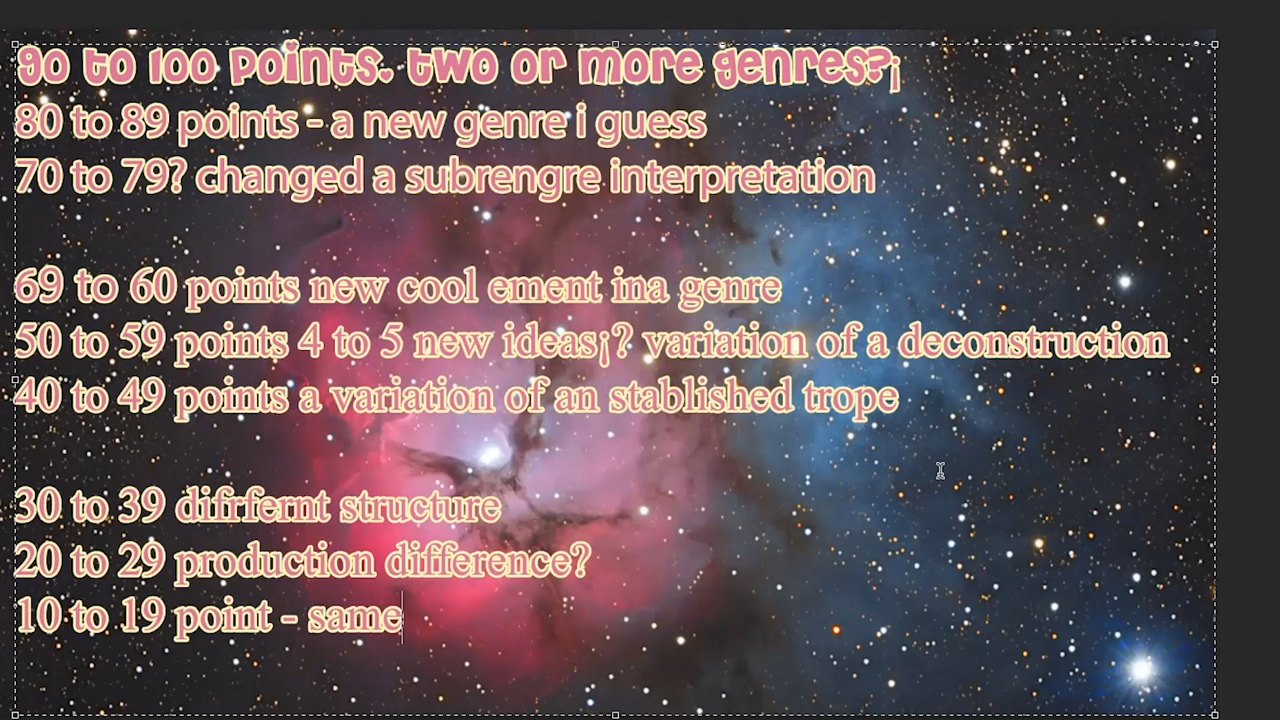 90 to 100 points. two or more genres?¡
80 to 89 points - a new genre i guess
70 to 79? changed a subrengre interpretation
69 to 60 points new cool ement ina genre
50 to 59 points 4 to 5 new ideas¡? variation of a deconstruction
40 to 49 points a variation of an stablished trope
30 to 39 difrfernt structure
20 to 29 production difference?
10 to 19 point - same